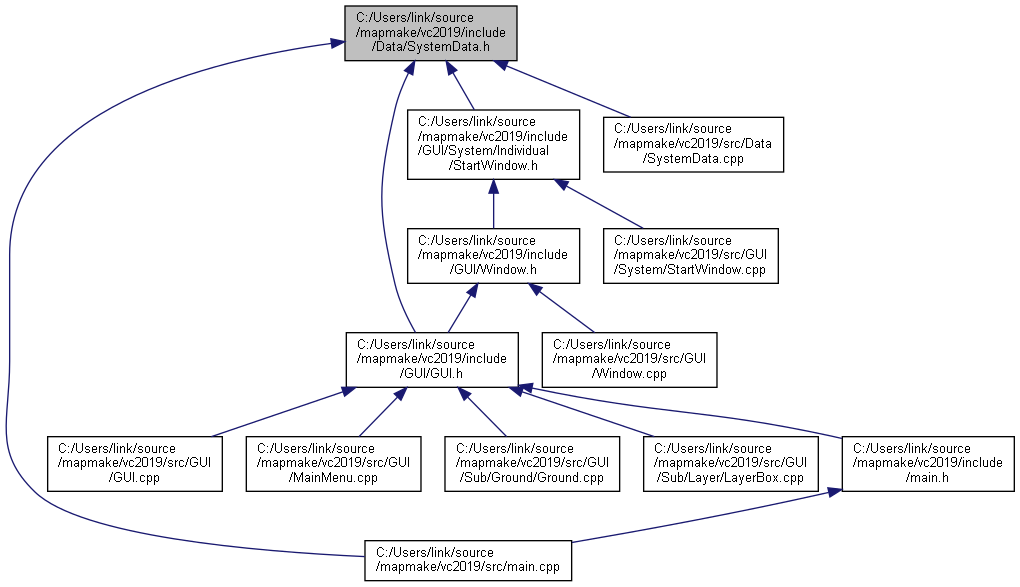 C:/Users/link/source
/mapmake/vc2019/include
/Data/SystemData.h
C:/Users/link/source
/mapmake/vc2019/include
/GUI/System/Individual
/StartWindow.h
C:/Users/link/source
/mapmake/vc2019/src/Data
/SystemData.cpp
C:/Users/link/source
/mapmake/vc2019/include
/GUI/Window.h
C:/Users/link/source
/mapmake/vc2019/src/GUI
/System/StartWindow.cpp
C:/Users/link/source
/mapmake/vc2019/include
/GUI/GUI.h
C:/Users/link/source
/mapmake/vc2019/src/GUI
/Window.cpp
C:/Users/link/source
/mapmake/vc2019/src/GUI
/GUI.cpp
C:/Users/link/source
/mapmake/vc2019/src/GUI
/MainMenu.cpp
C:/Users/link/source
/mapmake/vc2019/src/GUI
/Sub/Ground/Ground.cpp
C:/Users/link/source
/mapmake/vc2019/src/GUI
/Sub/Layer/LayerBox.cpp
C:/Users/link/source
/mapmake/vc2019/include
/main.h
C:/Users/link/source
/mapmake/vc2019/src/main.cpp